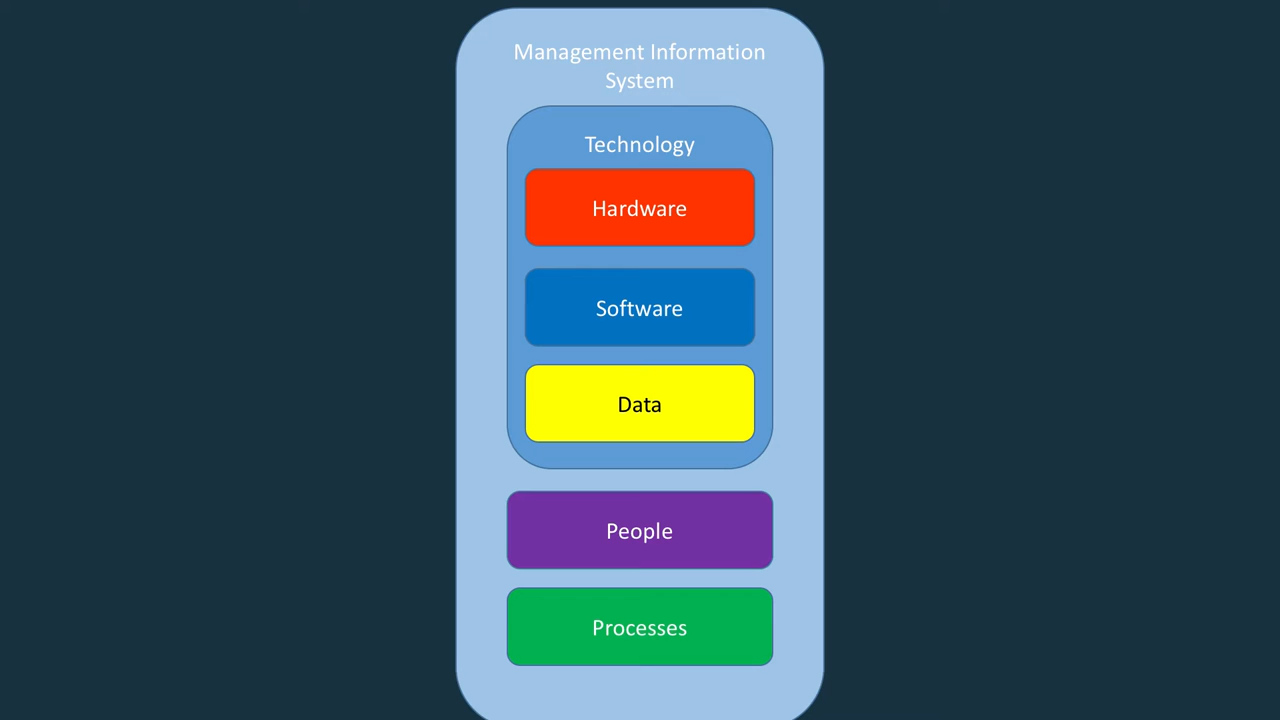 Management Information
System
Technology
Hardware
Software
Data
People
Processes